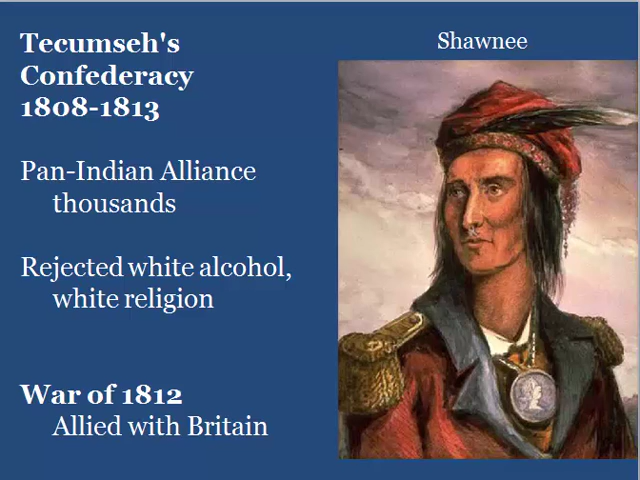 Tecumseh's
Confederacy
1808-1813
Pan-Indian Alliance
thousands
Rejected white alcohol,
white religion
War of 1812
Allied with Britain
Shawnee